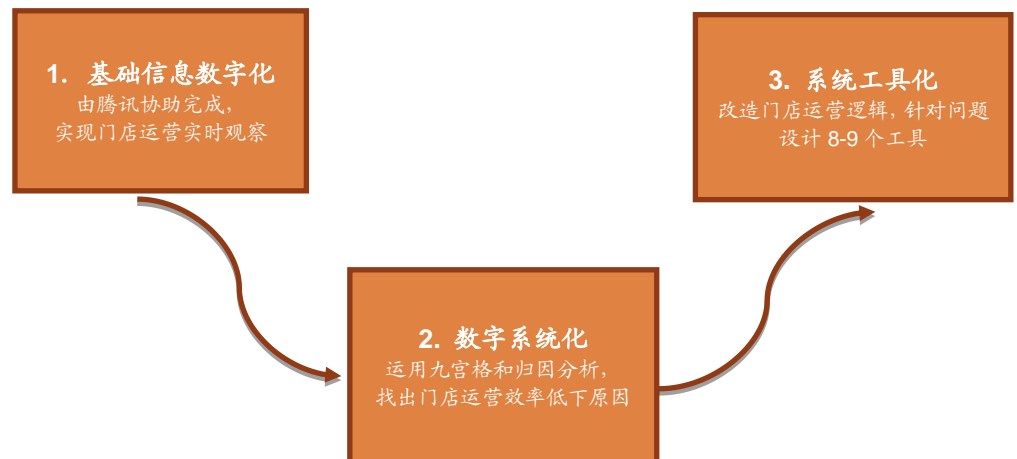 1. 基础信息数字化
由腾讯协助完成，
实现门店运营实时观察
2. 数字系统化
运用九宫格和归因分析，
找出门店运营效率低下原因
3. 系统工具化
改造门店运营逻辑，针对问题
设计 8-9 个工具